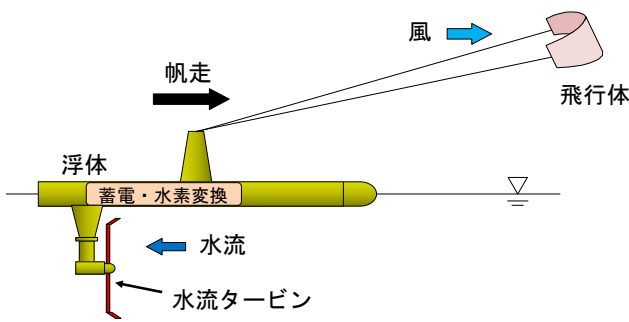 風
帆走
飛行体
浮体
蓄電・水素変換
水流
水流タービン